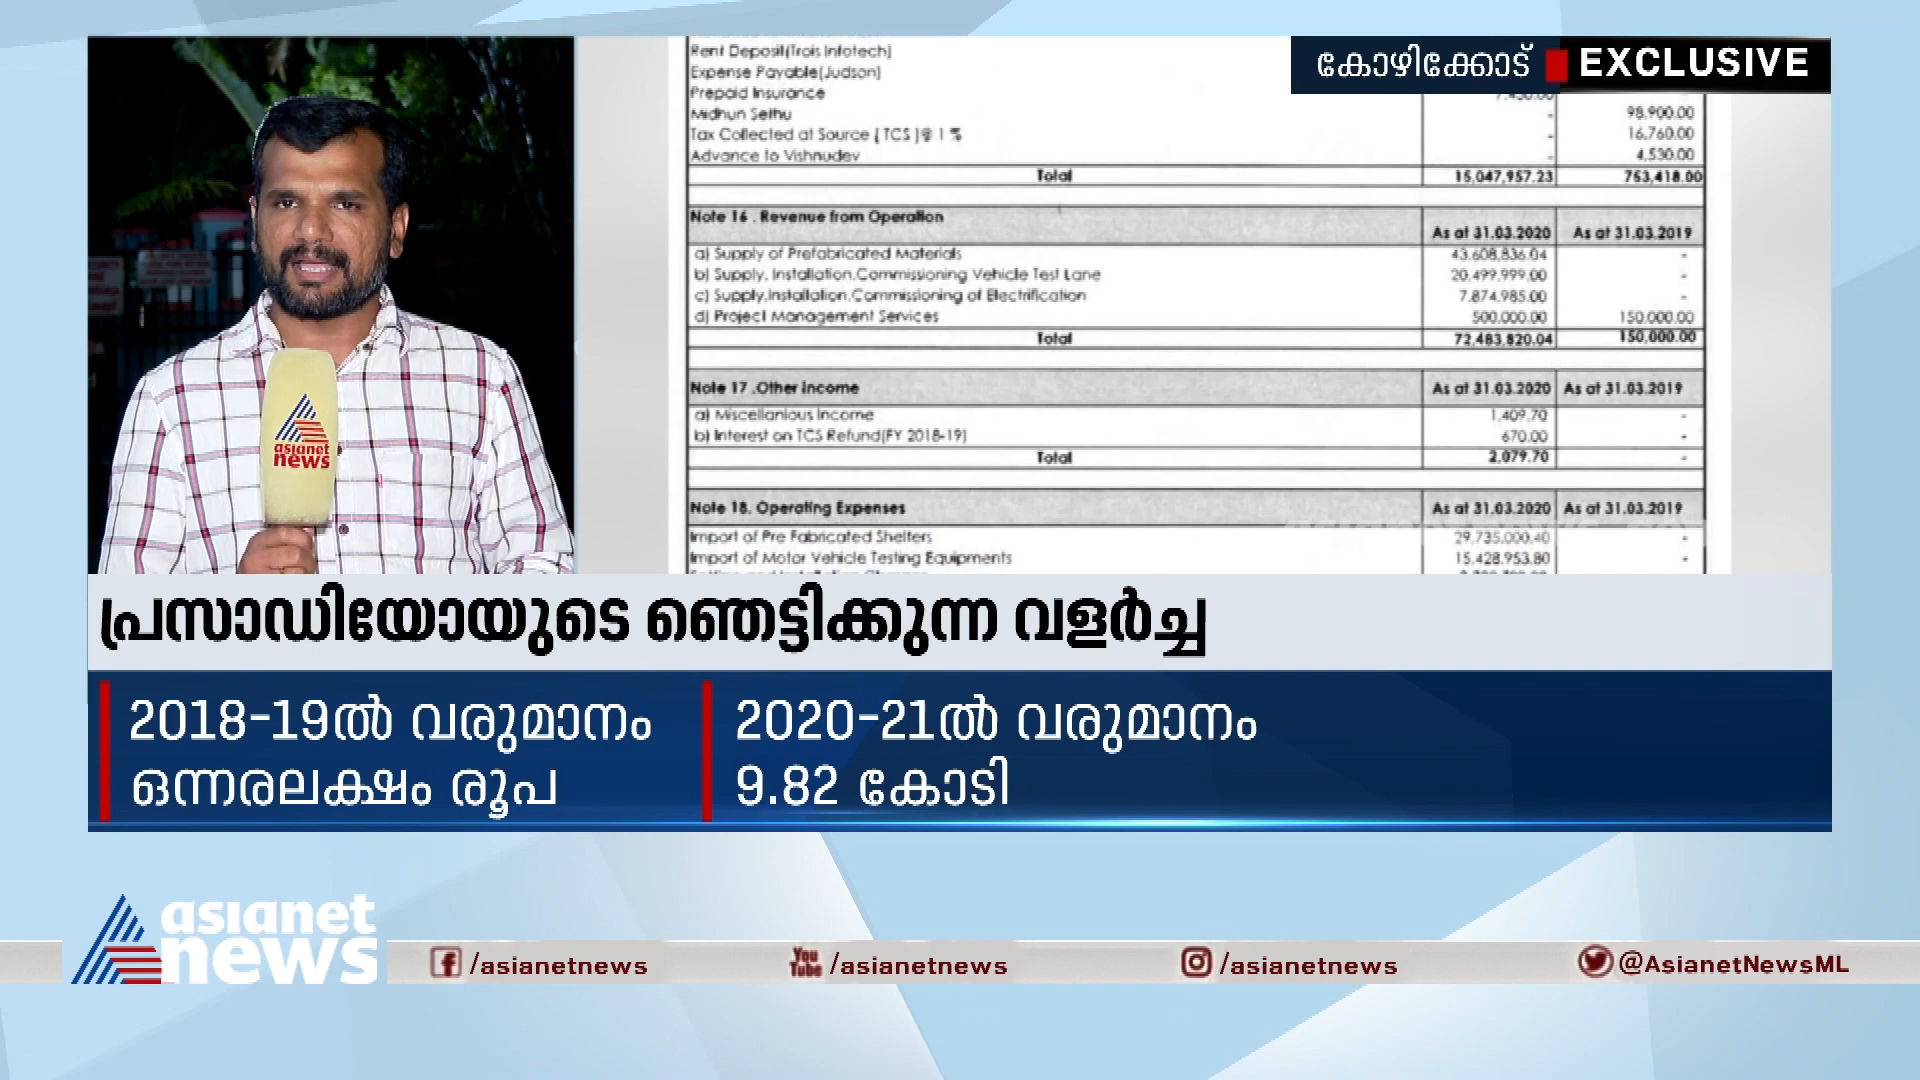 കോഴിക്കോട് EXCLUSIVE
Rent Deposit(Trois Infotech)
Expense Payable(Judson)
Prepaid Insurance 7,450.00
Midhun Sethu - 98,900.00
Tax Collected at Source ( TCS )@ 1 % - 16,760.00
Advance to Vishnudev - 4,530.00
Total 15,047,957.23 753,418.00
Note 16 . Revenue from Operation As at 31.03.2020 As at 31.03.2019
a) Supply of Prefabricated Materials 43,608,836.04 -
b) Supply, Installation,Commissioning Vehicle Test Lane 20,499,999.00 -
c) Supply,Installation,Commissioning of Electrification 7,874,985.00 -
d) Project Management Services 500,000.00 150,000.00
Total 72,483,820.04 150,000.00
Note 17 .Other Income As at 31.03.2020 As at 31.03.2019
a) Miscellanious Income 1,409.70 -
b) Interest on TCS Refund(FY 2018-19) 670.00 -
Total 2,079.70 -
Note 18. Operating Expenses As at 31.03.2020 As at 31.03.2019
Import of Pre Fabricated Shelters 29,735,000.40 -
Import of Motor Vehicle Testing Equipments 15,428,953.80 -
asianet
news
പ്രസാഡിയോയുടെ ഞെട്ടിക്കുന്ന വളർച്ച
2018-19ൽ വരുമാനം
ഒന്നരലക്ഷം രൂപ
2020-21ൽ വരുമാനം
9.82 കോടി
asianet
news
/asianetnews
You
Tube
/asianetnews
/asianetnews
@AsianetNewsML